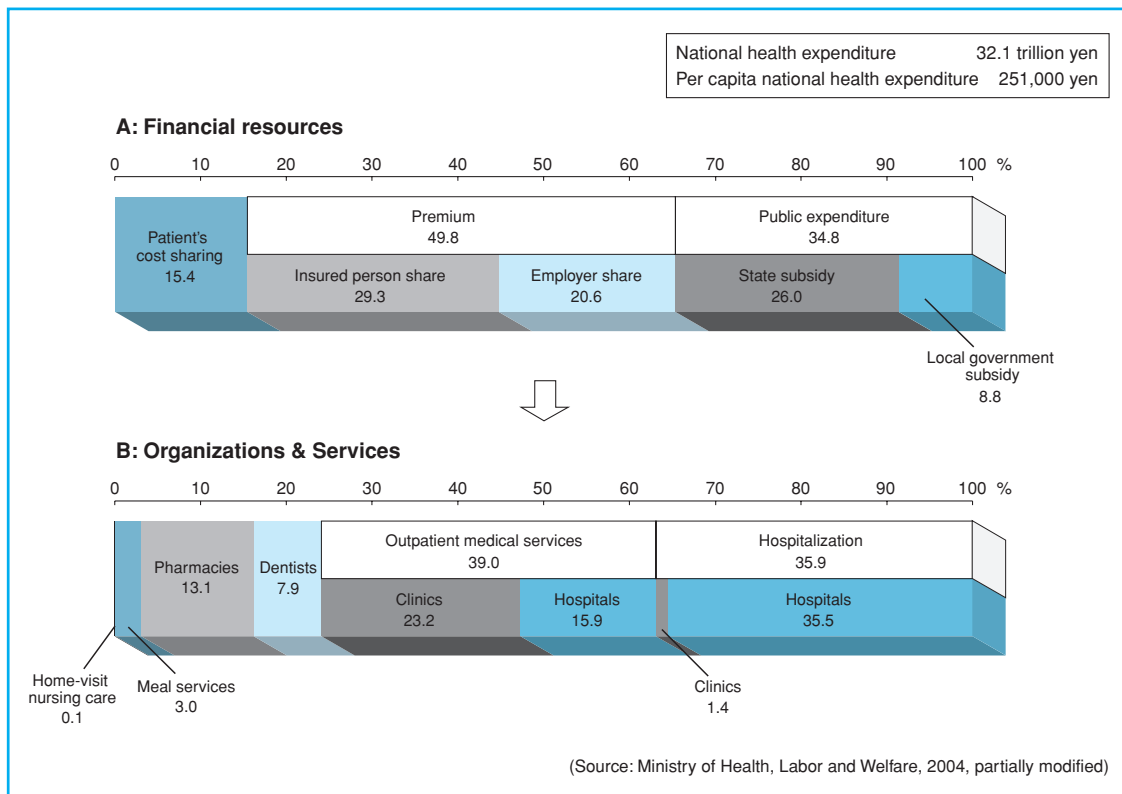 National health expenditure 32.1 trillion yen
Per capita national health expenditure 251,000 yen
A: Financial resources
0 10 20 30 40 50 60 70 80 90 100 %
Patient's
cost sharing
15.4
Premium
49.8
Public expenditure
34.8
Insured person share
29.3
Employer share
20.6
State subsidy
26.0
Local government
subsidy
8.8
B: Organizations & Services
0 10 20 30 40 50 60 70 80 90 100 %
Pharmacies
13.1
Dentists
7.9
Outpatient medical services
39.0
Hospitalization
35.9
Clinics
23.2
Hospitals
15.9
Hospitals
35.5
Home-visit
nursing care
0.1
Meal services
3.0
Clinics
1.4
(Source: Ministry of Health, Labor and Welfare, 2004, partially modified)